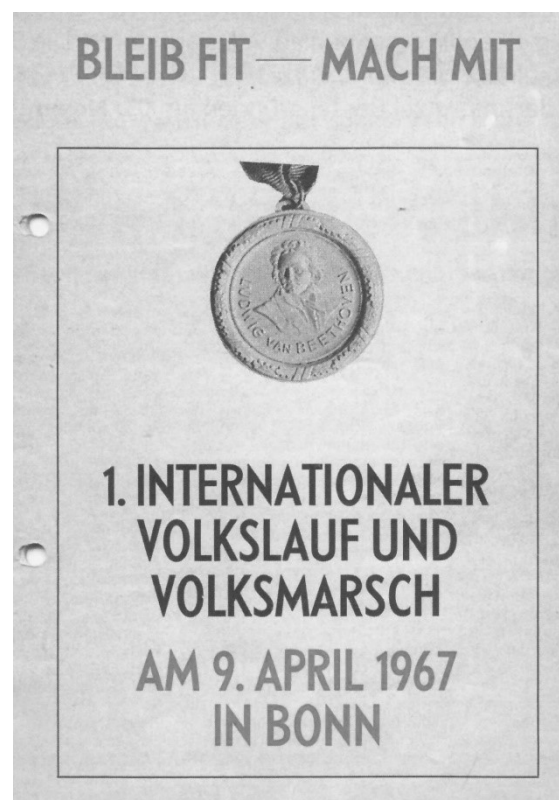 BLEIB FIT — MACH MIT
LUDWIG VAN BEETHOVEN
1. INTERNATIONALER
VOLKSLAUF UND
VOLKSMARSCH
AM 9. APRIL 1967
IN BONN